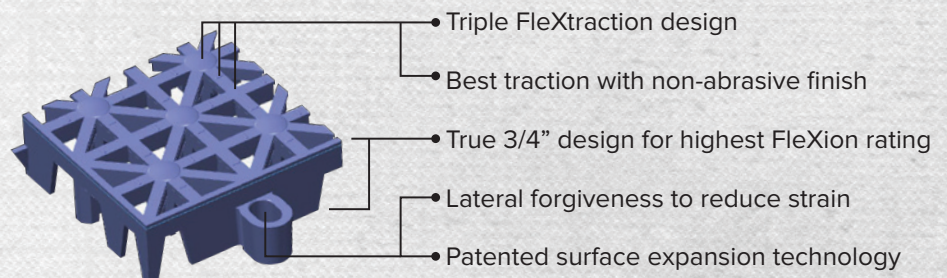 Triple FleXtraction design
Best traction with non-abrasive finish
True 3/4” design for highest FleXion rating
Lateral forgiveness to reduce strain
Patented surface expansion technology